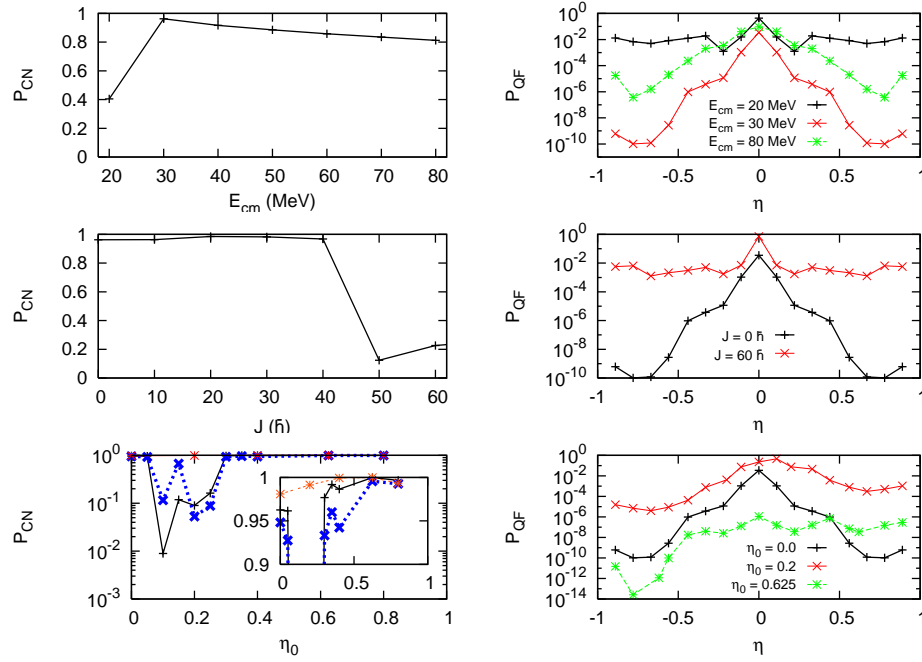 P_CN
1
0.8
0.6
0.4
0.2
0
20 30 40 50 60 70 80
E_cm (MeV)
P_QF
10^0
10^-2
10^-4
10^-6
10^-8
10^-10
E_cm = 20 MeV
E_cm = 30 MeV
E_cm = 80 MeV
-1 -0.5 0 0.5 1
η
P_CN
1
0.8
0.6
0.4
0.2
0
0 10 20 30 40 50 60
J (ħ)
P_QF
10^0
10^-2
10^-4
10^-6
10^-8
10^-10
J = 0 ħ
J = 60 ħ
-1 -0.5 0 0.5 1
η
P_CN
10^0
10^-1
10^-2
10^-3
1
0.95
0.9
0 0.5 1
0 0.2 0.4 0.6 0.8 1
η_0
P_QF
10^0
10^-2
10^-4
10^-6
10^-8
10^-10
10^-12
10^-14
η_0 = 0.0
η_0 = 0.2
η_0 = 0.625
-1 -0.5 0 0.5 1
η